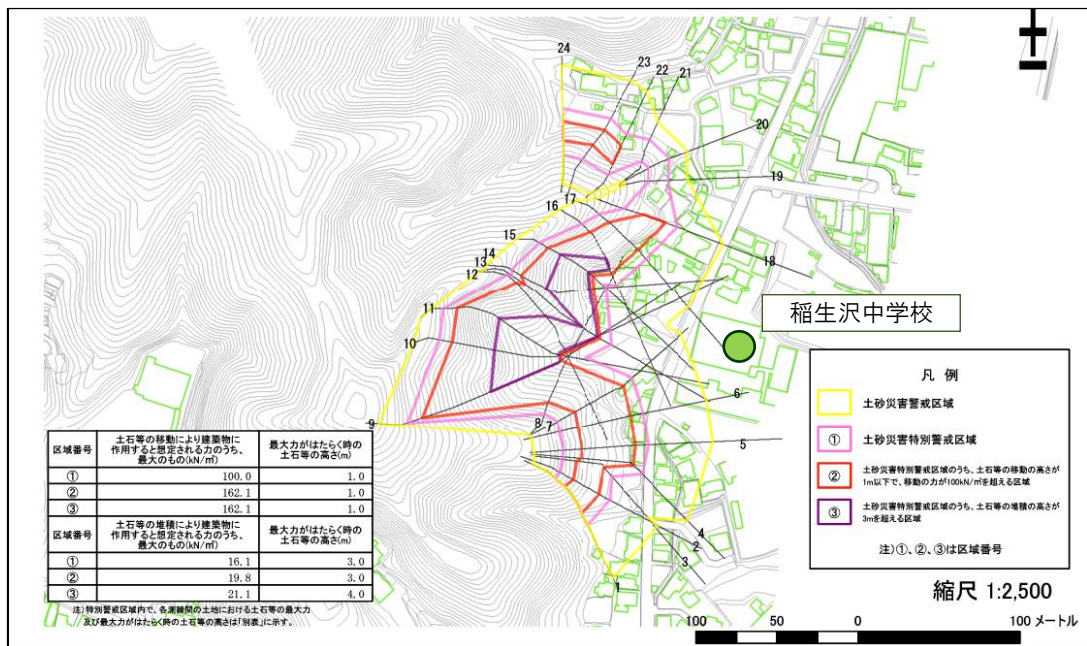 24
23
22
21
20
19
17
16
15
14
13
12
18
11
10
9
8
7
6
5
4
2
3
1
稲生沢中学校
凡 例
土砂災害警戒区域
① 土砂災害特別警戒区域
② 土砂災害特別警戒区域のうち、土石等の移動の高さが
1m以下で、移動の力が100kN/㎡を超える区域
③ 土砂災害特別警戒区域のうち、土石等の堆積の高さが
3mを超える区域
注)①、②、③は区域番号
区域番号 土石等の移動により建築物に作用すると想定される力のうち、最大のもの(kN/㎡) 最大力がはたらく時の土石等の高さ(m)
① 100.0 1.0
② 162.1 1.0
③ 162.1 1.0
区域番号 土石等の堆積により建築物に作用すると想定される力のうち、最大のもの(kN/㎡) 最大力がはたらく時の土石等の高さ(m)
① 16.1 3.0
② 19.8 3.0
③ 21.1 4.0
注)特別警戒区域内で、各測線間の土地における土石等の最大力
及び最大力がはたらく時の土石等の高さは「別表」に示す。
縮尺 1:2,500
100 50 0 100 メートル